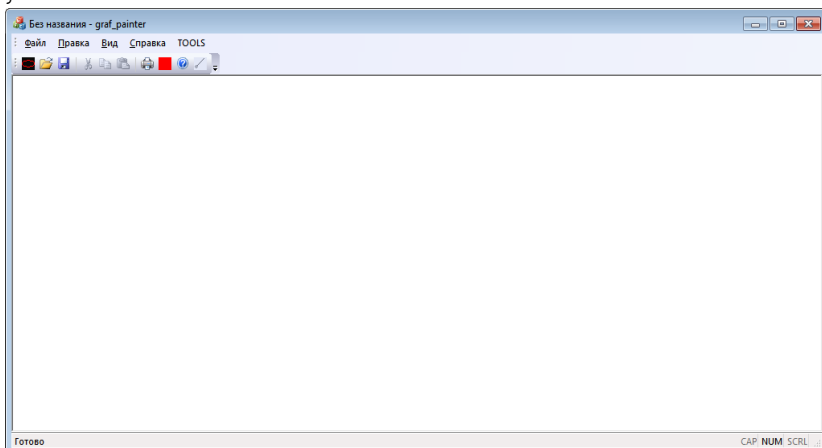 Без названия - graf_painter
Файл Правка Вид Справка TOOLS
Готово CAP NUM SCRL